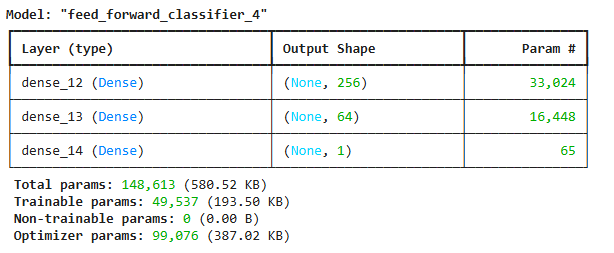 Model: "feed_forward_classifier_4"
Layer (type) Output Shape Param #
dense_12 (Dense) (None, 256) 33,024
dense_13 (Dense) (None, 64) 16,448
dense_14 (Dense) (None, 1) 65
Total params: 148,613 (580.52 KB)
Trainable params: 49,537 (193.50 KB)
Non-trainable params: 0 (0.00 B)
Optimizer params: 99,076 (387.02 KB)